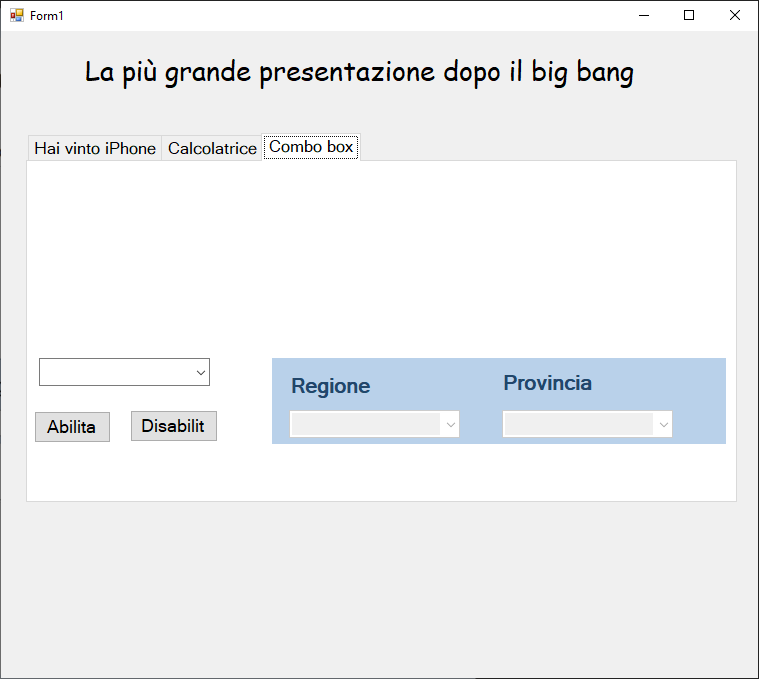 Form1
La più grande presentazione dopo il big bang
Hai vinto iPhone Calcolatrice Combo box
Regione Provincia
Abilita Disabilit